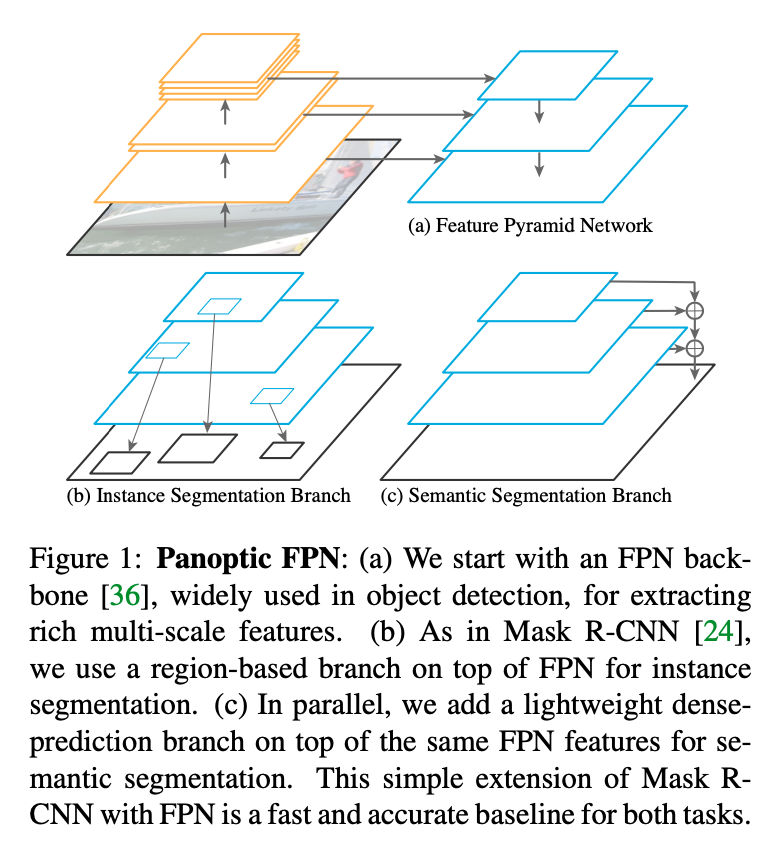 (a) Feature Pyramid Network
(b) Instance Segmentation Branch
(c) Semantic Segmentation Branch
Figure 1: Panoptic FPN: (a) We start with an FPN back-
bone [36], widely used in object detection, for extracting
rich multi-scale features. (b) As in Mask R-CNN [24],
we use a region-based branch on top of FPN for instance
segmentation. (c) In parallel, we add a lightweight dense-
prediction branch on top of the same FPN features for se-
mantic segmentation. This simple extension of Mask R-
CNN with FPN is a fast and accurate baseline for both tasks.